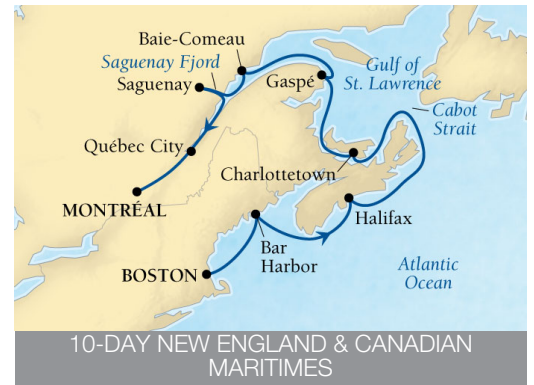 Baie-Comeau
Saguenay Fjord
Saguenay
Gaspé
Gulf of
St. Lawrence
Cabot
Strait
Québec City
Charlottetown
MONTRÉAL
Halifax
Bar
Harbor
BOSTON
Atlantic
Ocean
10-DAY NEW ENGLAND & CANADIAN
MARITIMES